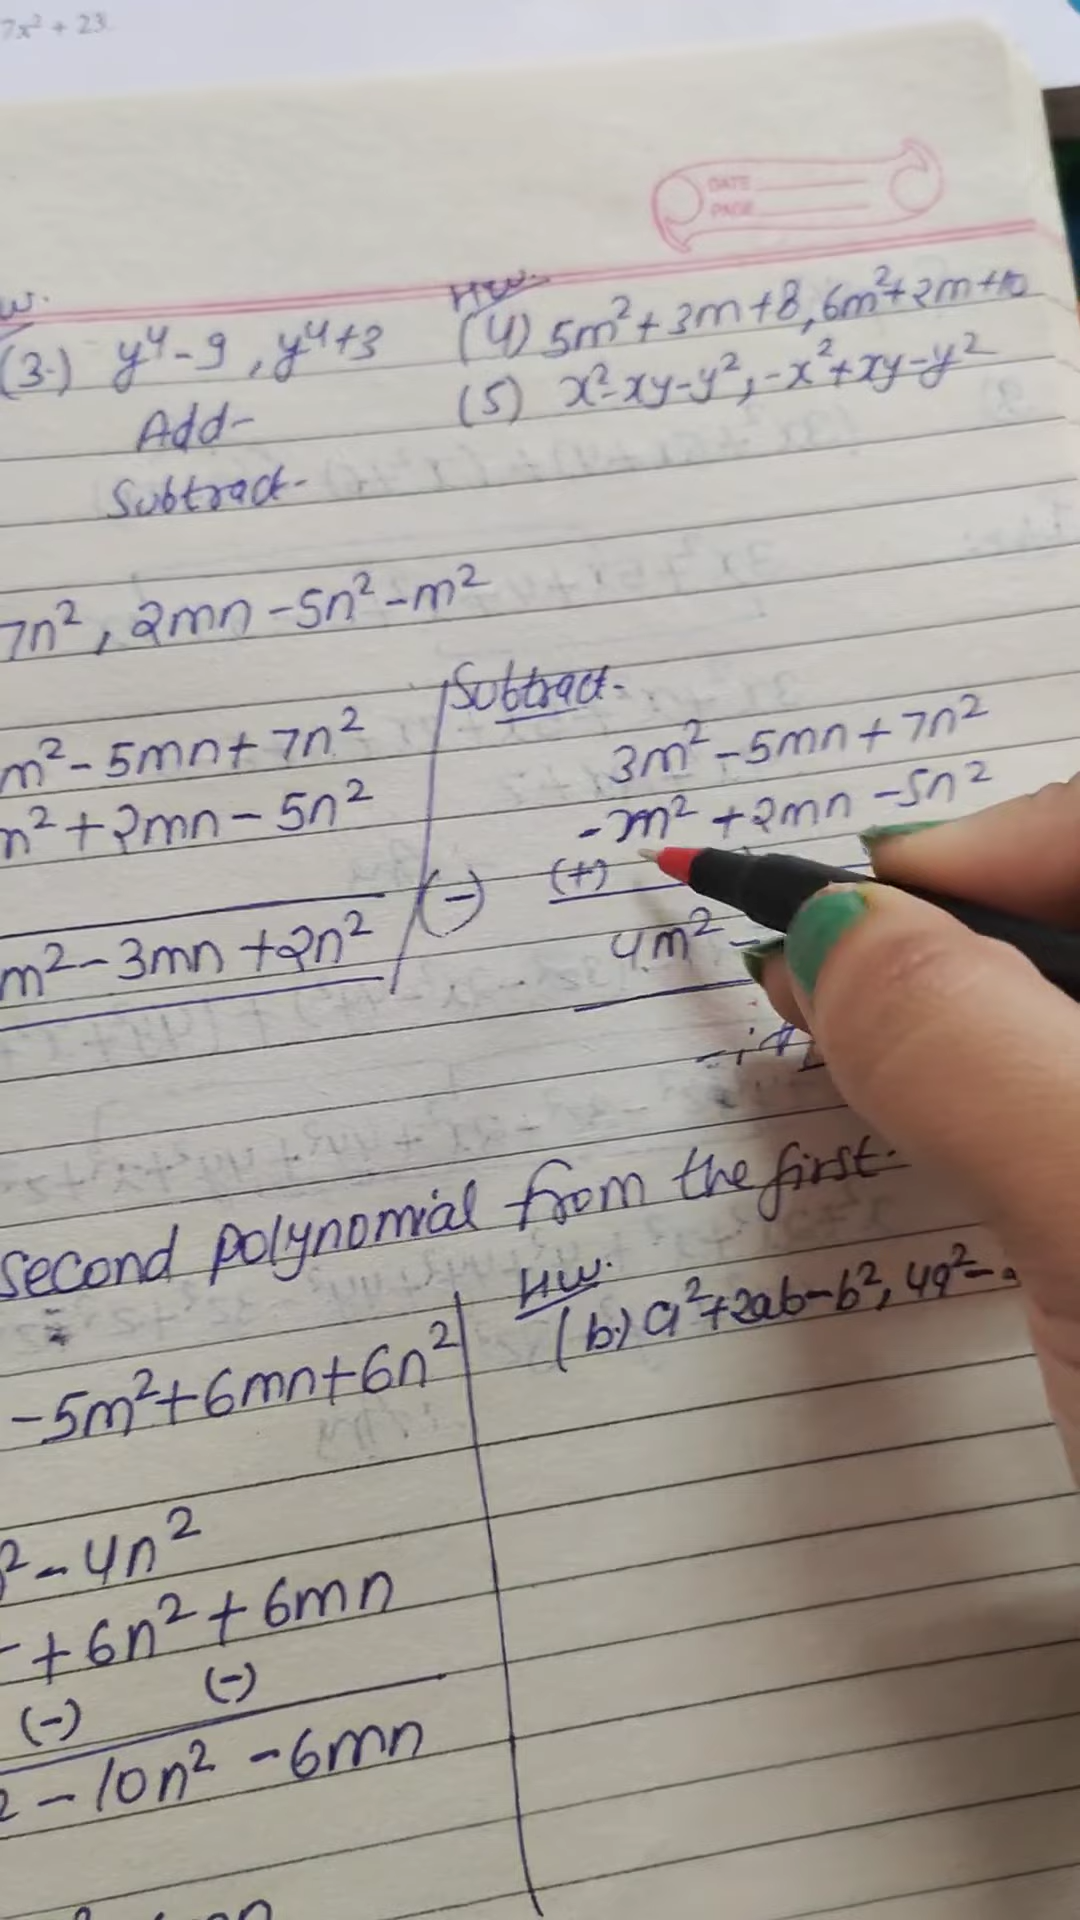 7x² + 23.
DATE
PAGE
W.
(3.) y⁴-9, y⁴+3
Add-
Subtract-
HW.
(4) 5m²+3m+8, 6m²+2m+10
(5) x²-xy-y², -x²+xy-y²
7n², 2mn-5n²-m²
m²-5mn+7n²
m²+2mn-5n²
m²-3mn+2n²
Subtract-
3m²-5mn+7n²
-m²+2mn-5n²
(-) (+)
4m²-
second polynomial from the first.
-5m²+6mn+6n²
²-4n²
+6n²+6mn
(-) (-)
²-10n²-6mn
HW.
(b.) a²+2ab-b², 4a²-